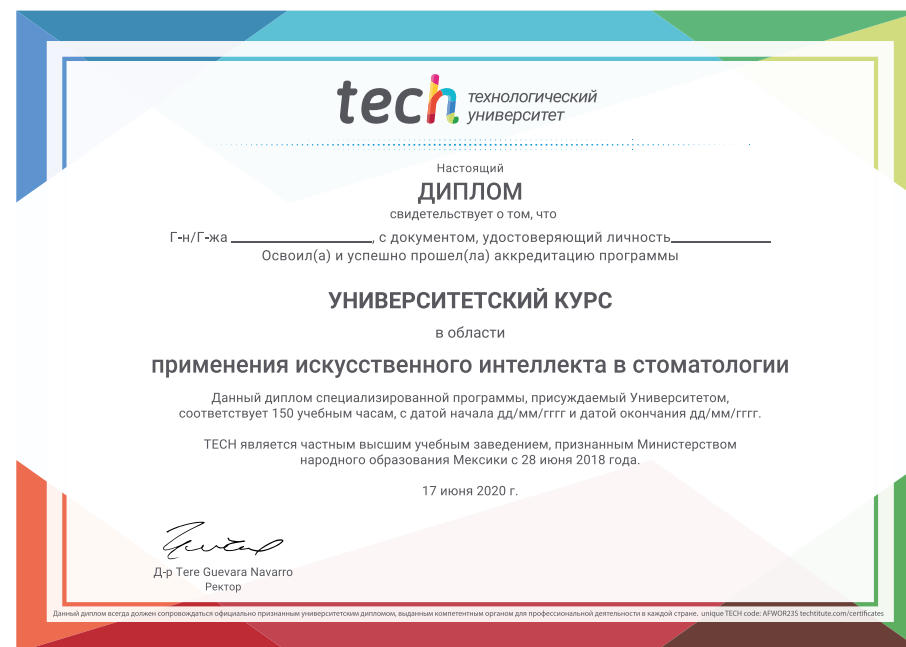 tech технологический университет
Настоящий
ДИПЛОМ
свидетельствует о том, что
Г-н/Г-жа ________________, с документом, удостоверяющий личность____________
Освоил(а) и успешно прошел(ла) аккредитацию программы
УНИВЕРСИТЕТСКИЙ КУРС
в области
применения искусственного интеллекта в стоматологии
Данный диплом специализированной программы, присуждаемый Университетом,
соответствует 150 учебным часам, с датой начала дд/мм/гггг и датой окончания дд/мм/гггг.
TECH является частным высшим учебным заведением, признанным Министерством
народного образования Мексики с 28 июня 2018 года.
17 июня 2020 г.
Д-р Tere Guevara Navarro
Ректор
Данный диплом всегда должен сопровождаться официально признанным университетским дипломом, выданным компетентным органом для профессиональной деятельности в каждой стране. unique TECH code: AFWOR23S techtitute.com/certificates